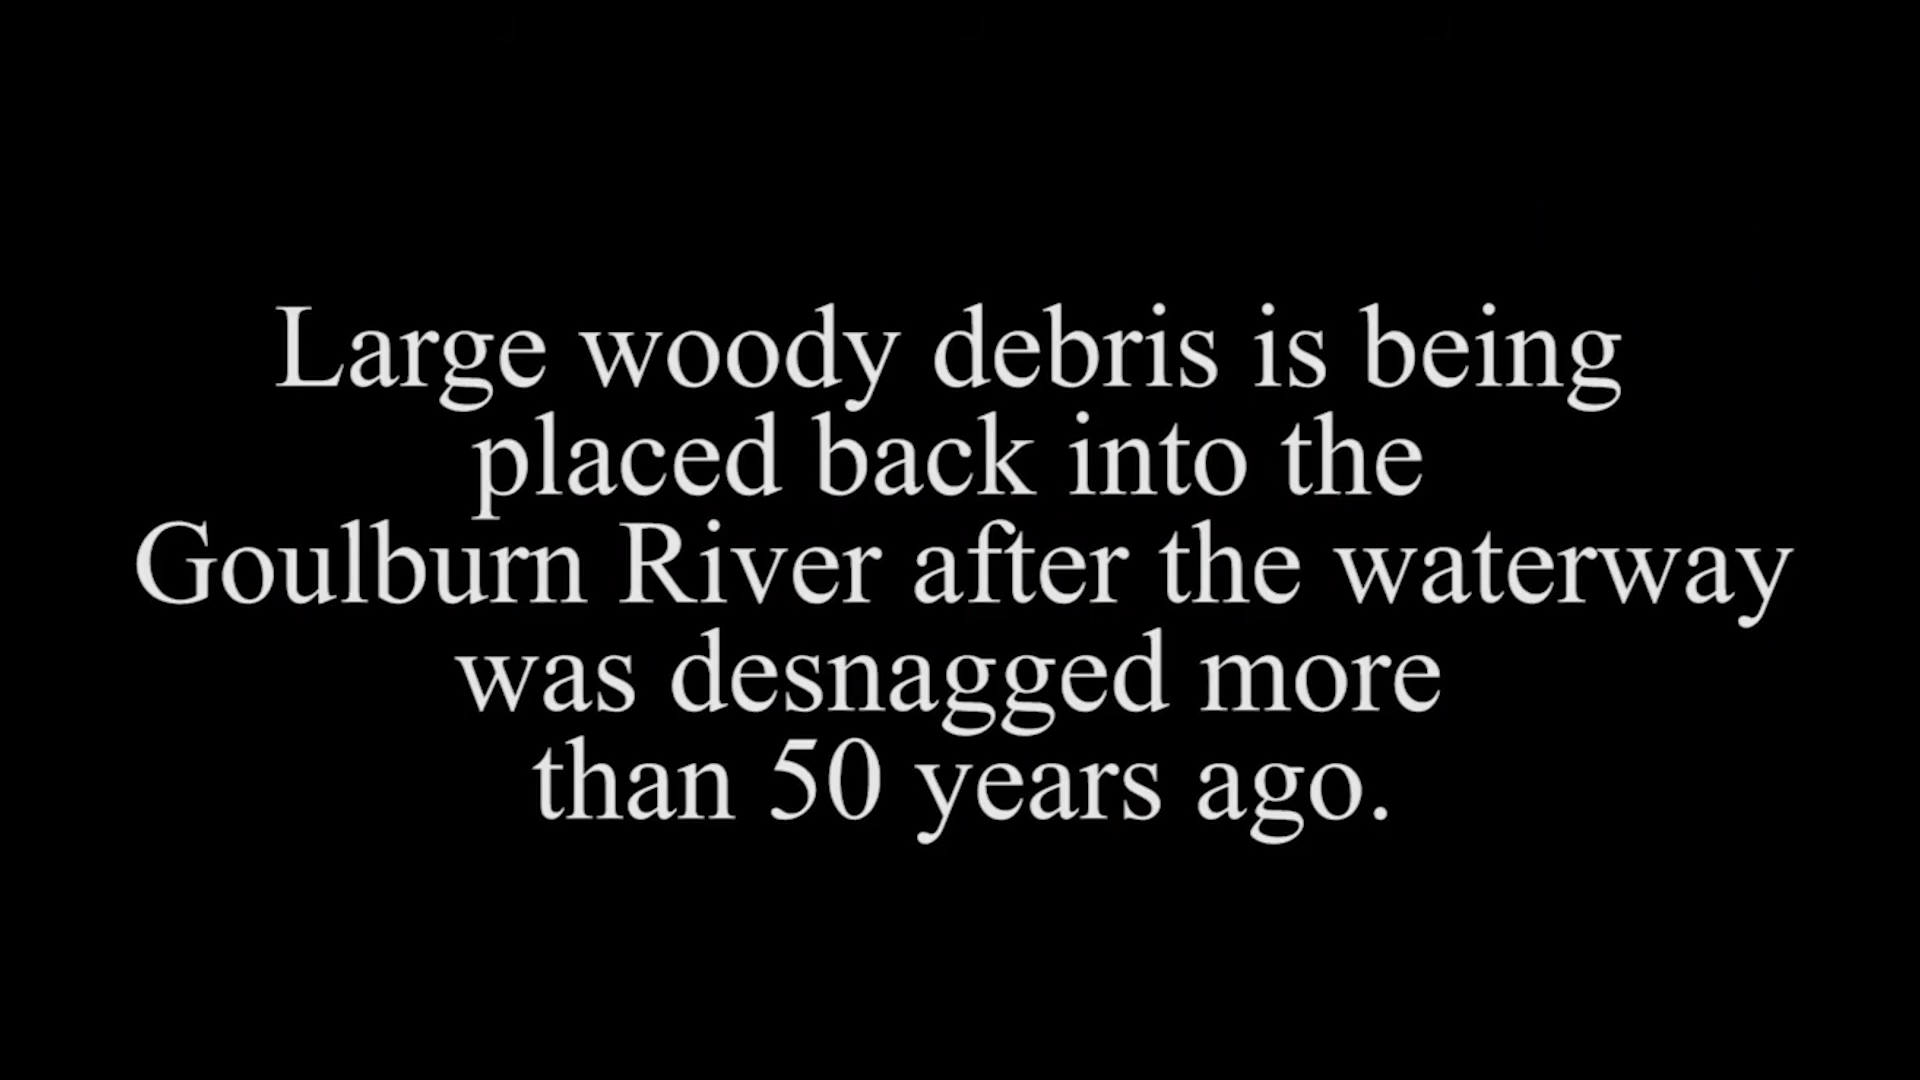 Large woody debris is being
placed back into the
Goulburn River after the waterway
was desnagged more
than 50 years ago.